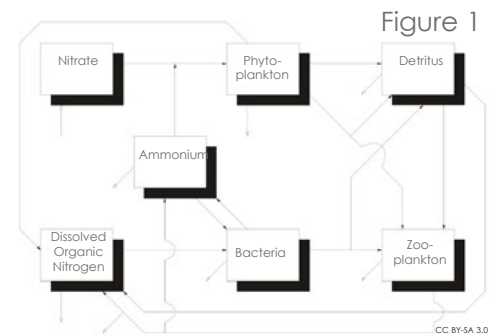 Figure 1
Nitrate
Phyto-
plankton
Detritus
Ammonium
Dissolved
Organic
Nitrogen
Bacteria
Zoo-
plankton
CC BY-SA 3.0